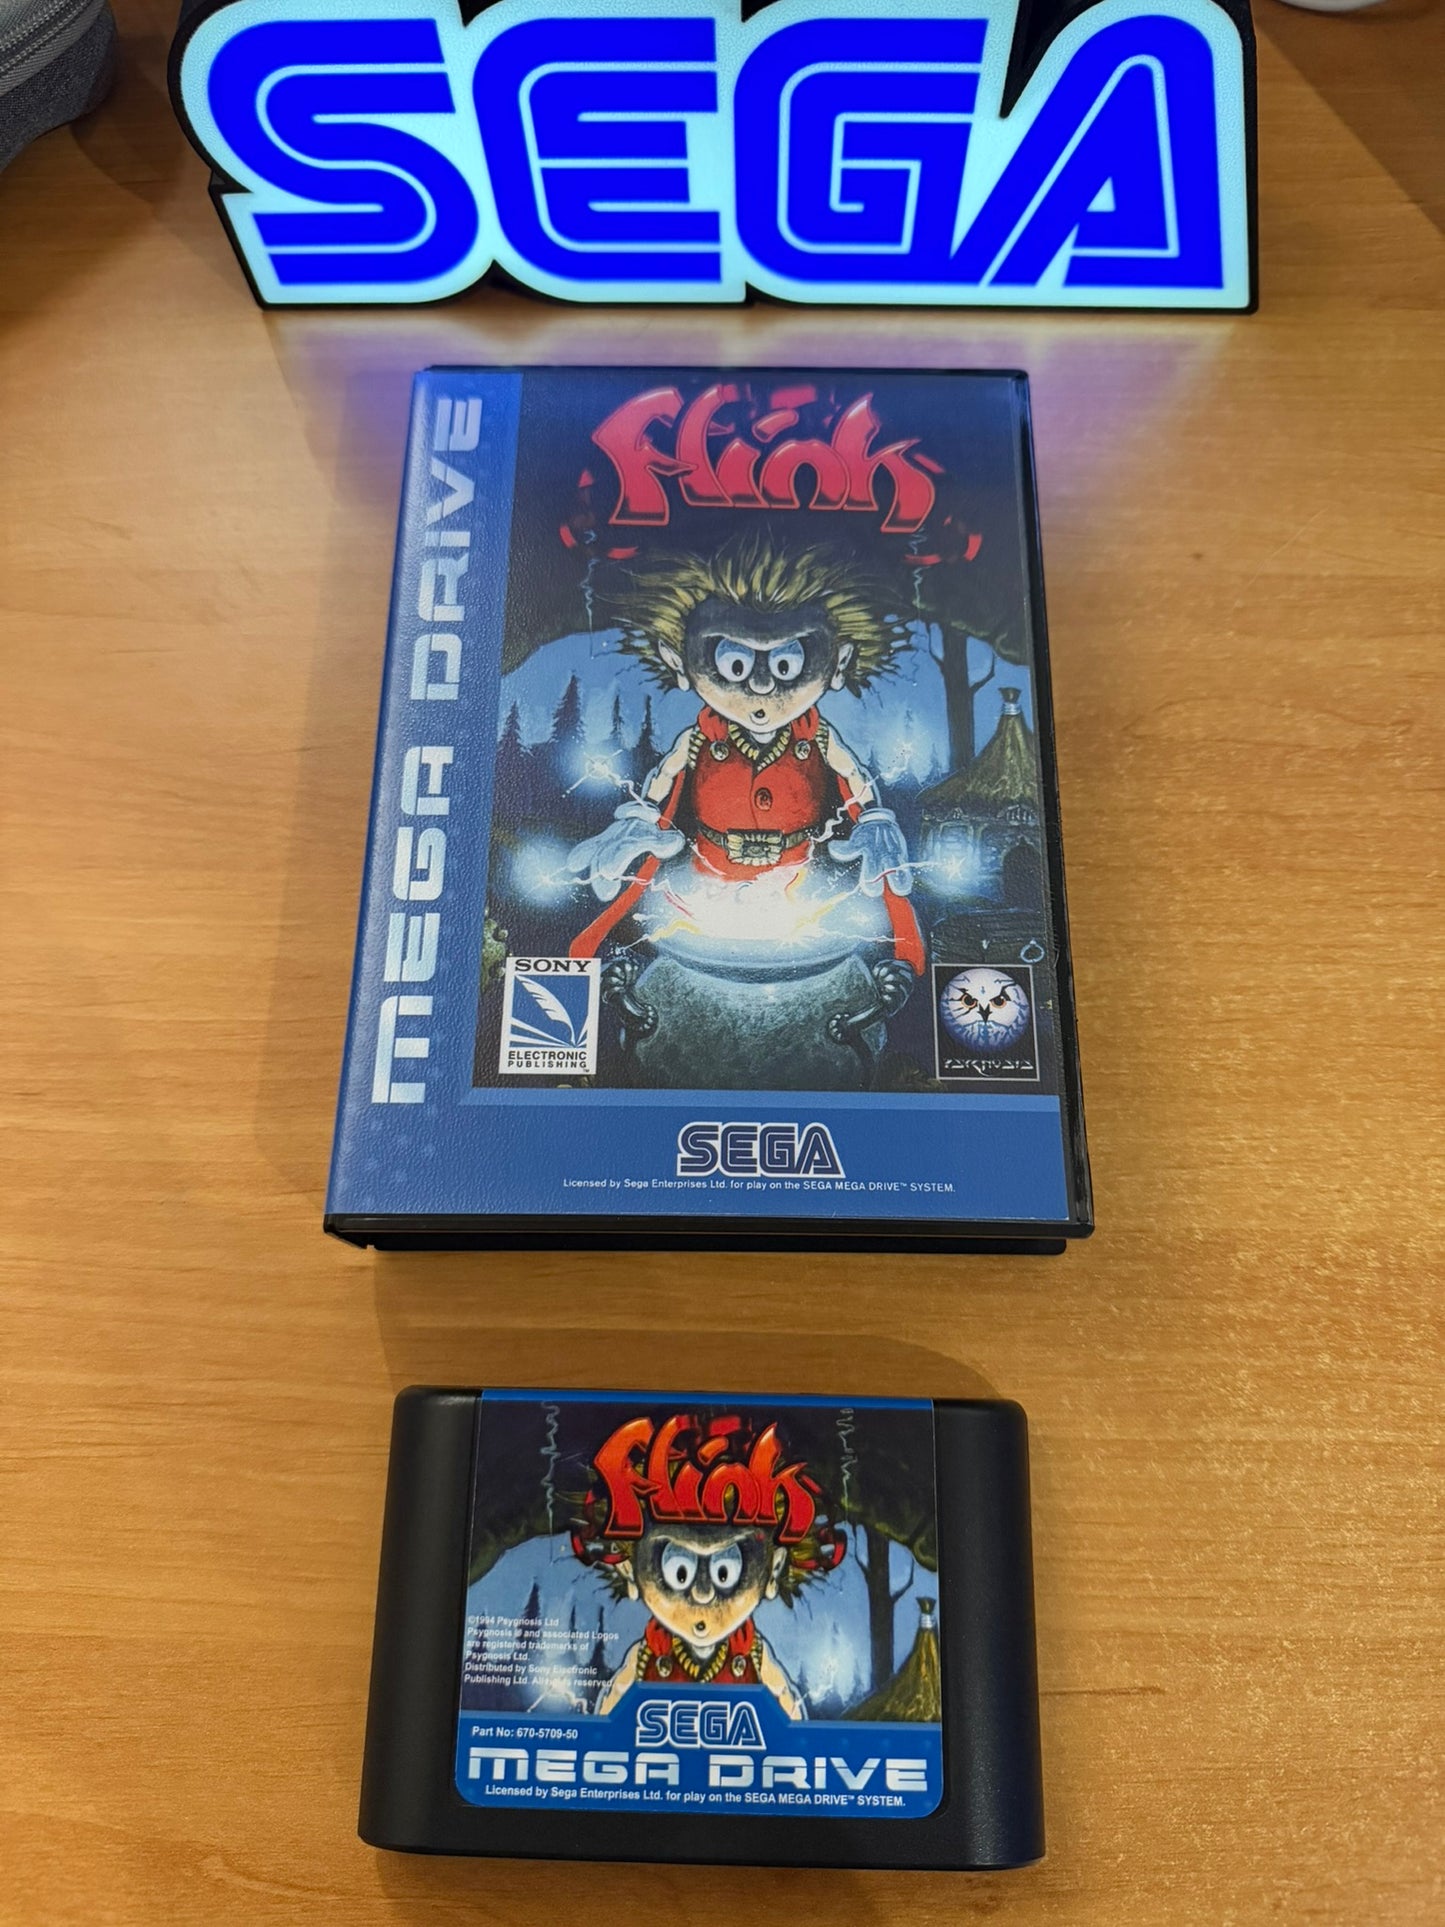 SEGA
MEGA DRIVE
Flink
SONY
ELECTRONIC
PUBLISHING
TM
PSYGNOSIS
SEGA
Licensed by Sega Enterprises Ltd. for play on the SEGA MEGA DRIVE™ SYSTEM.
Flink
©1994 Psygnosis Ltd
Psygnosis ® and associated Logos
are registered trademarks of
Psygnosis Ltd.
Distributed by Sony Electronic
Publishing Ltd. All rights reserved.
Part No: 670-5709-50
SEGA
MEGA DRIVE
Licensed by Sega Enterprises Ltd. for play on the SEGA MEGA DRIVE™ SYSTEM.